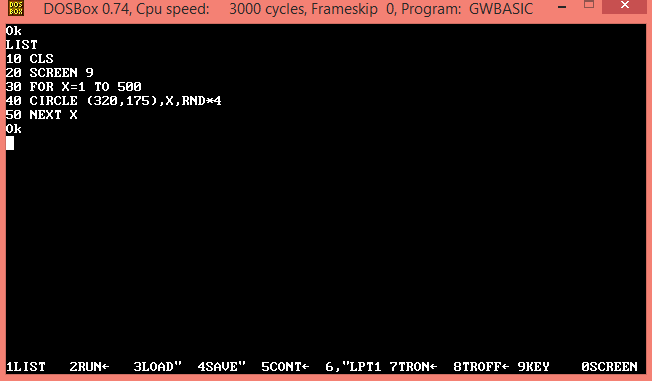 DOS BOX
DOSBox 0.74, Cpu speed: 3000 cycles, Frameskip 0, Program: GWBASIC
Ok
LIST
10 CLS
20 SCREEN 9
30 FOR X=1 TO 500
40 CIRCLE (320,175),X,RND*4
50 NEXT X
Ok
1LIST 2RUN← 3LOAD" 4SAVE" 5CONT← 6,"LPT1 7TRON← 8TROFF← 9KEY 0SCREEN